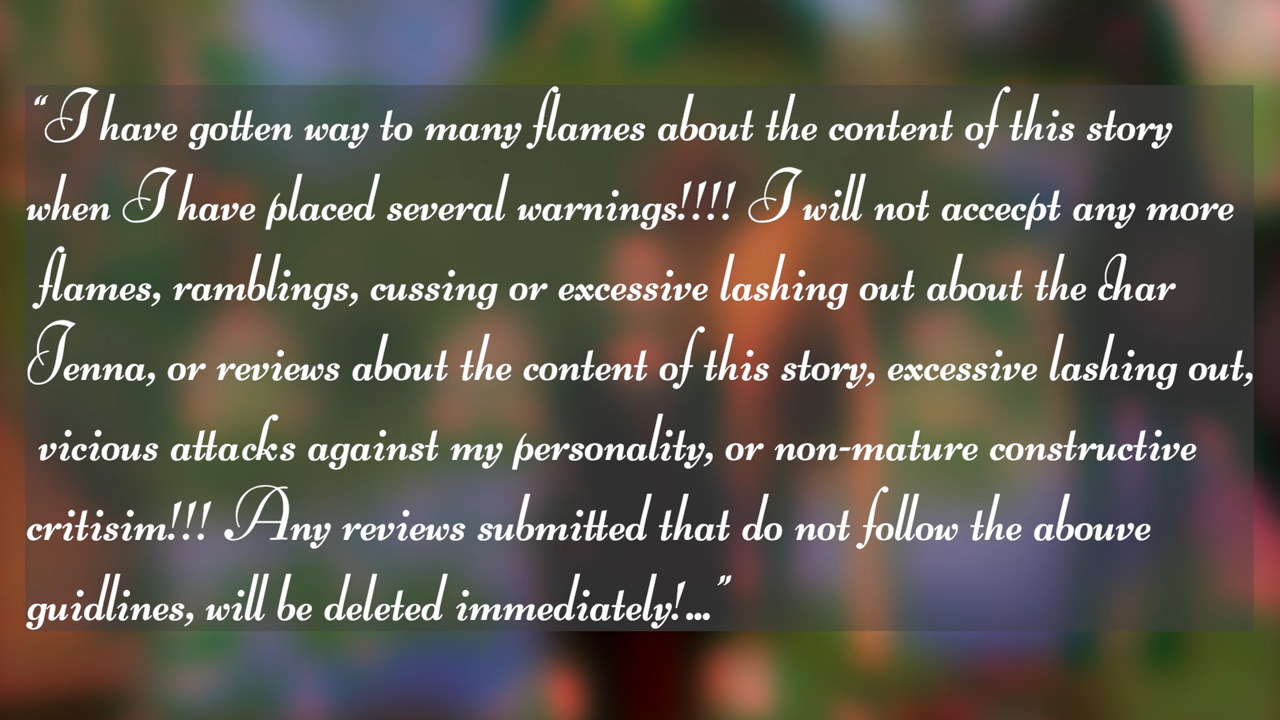 “I have gotten way to many flames about the content of this story
when I have placed several warnings!!!! I will not accecpt any more
flames, ramblings, cussing or excessive lashing out about the char
Jenna, or reviews about the content of this story, excessive lashing out,
vicious attacks against my personality, or non-mature constructive
critisim!!! Any reviews submitted that do not follow the abouve
guidlines, will be deleted immediately!...”